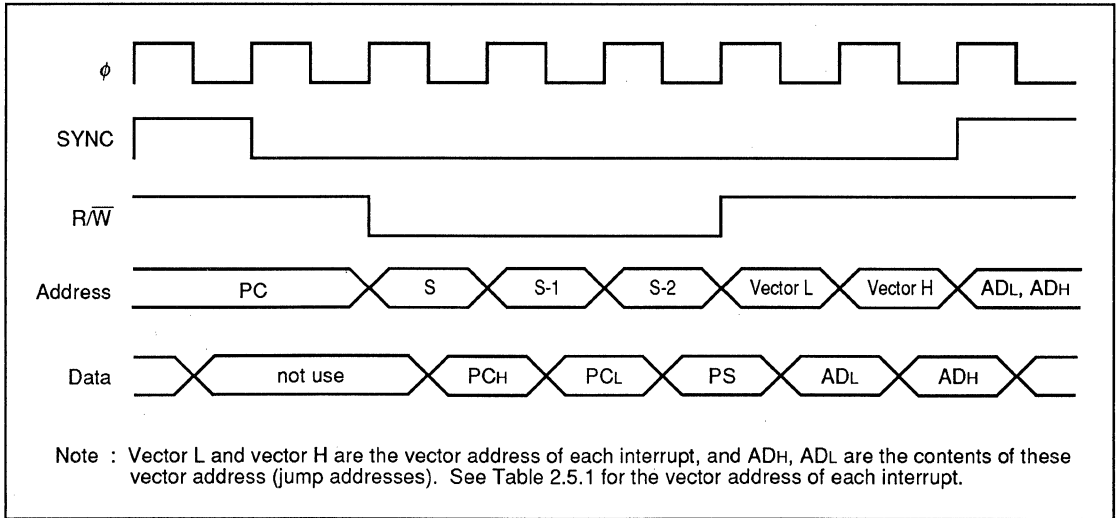 ϕ
SYNC
R/W̅
Address PC S S-1 S-2 Vector L Vector H ADL, ADH
Data not use PCH PCL PS ADL ADH
Note : Vector L and vector H are the vector address of each interrupt, and ADH, ADL are the contents of these
vector address (jump addresses). See Table 2.5.1 for the vector address of each interrupt.